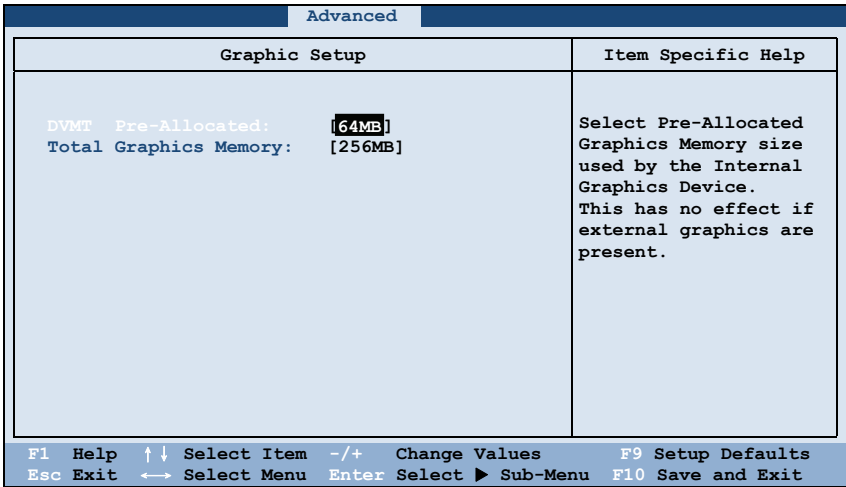 Advanced
Graphic Setup
Item Specific Help
DVMT Pre-Allocated: [64MB]
Total Graphics Memory: [256MB]
Select Pre-Allocated
Graphics Memory size
used by the Internal
Graphics Device.
This has no effect if
external graphics are
present.
F1 Help ↑↓ Select Item -/+ Change Values F9 Setup Defaults
Esc Exit ←→ Select Menu Enter Select ▶ Sub-Menu F10 Save and Exit